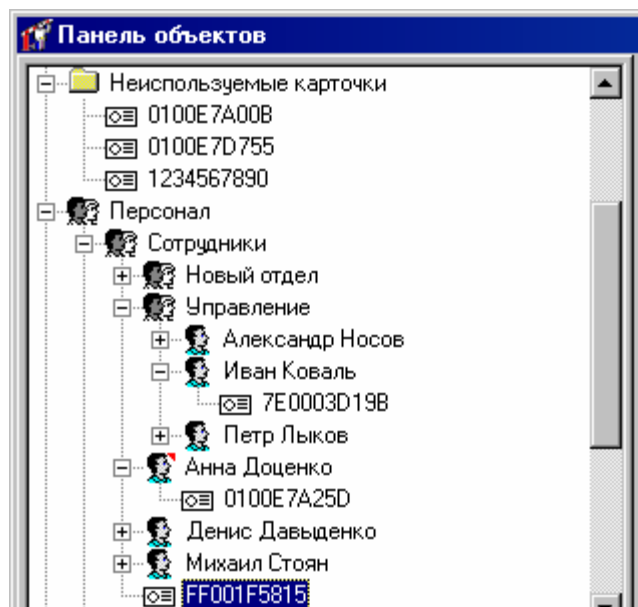 Панель объектов
Неиспользуемые карточки
0100E7A00B
0100E7D755
1234567890
Персонал
Сотрудники
Новый отдел
Управление
Александр Носов
Иван Коваль
7E0003D19B
Петр Лыков
Анна Доценко
0100E7A25D
Денис Давыденко
Михаил Стоян
FF001F5815